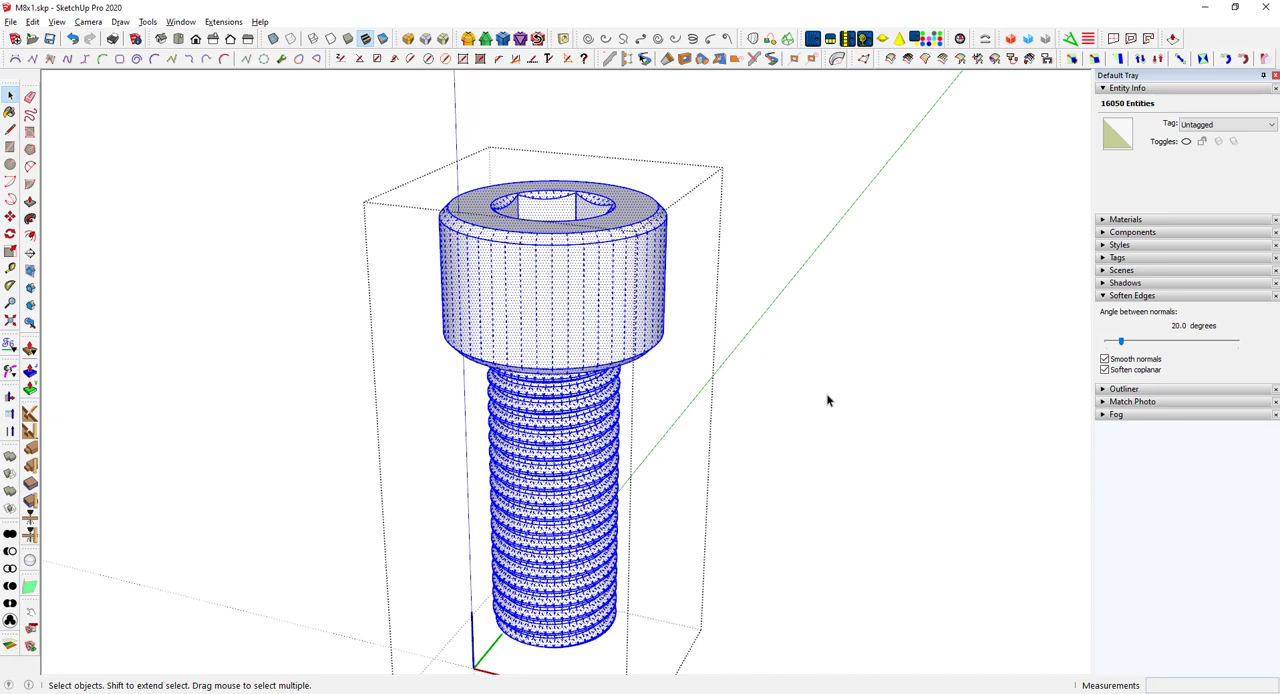 M8x1.skp - SketchUp Pro 2020
File Edit View Camera Draw Tools Window Extensions Help
Default Tray
Entity Info
16050 Entities
Tag: Untagged
Toggles:
Materials
Components
Styles
Tags
Scenes
Shadows
Soften Edges
Angle between normals:
20.0 degrees
Smooth normals
Soften coplanar
Outliner
Match Photo
Fog
Select objects. Shift to extend select. Drag mouse to select multiple.
Measurements